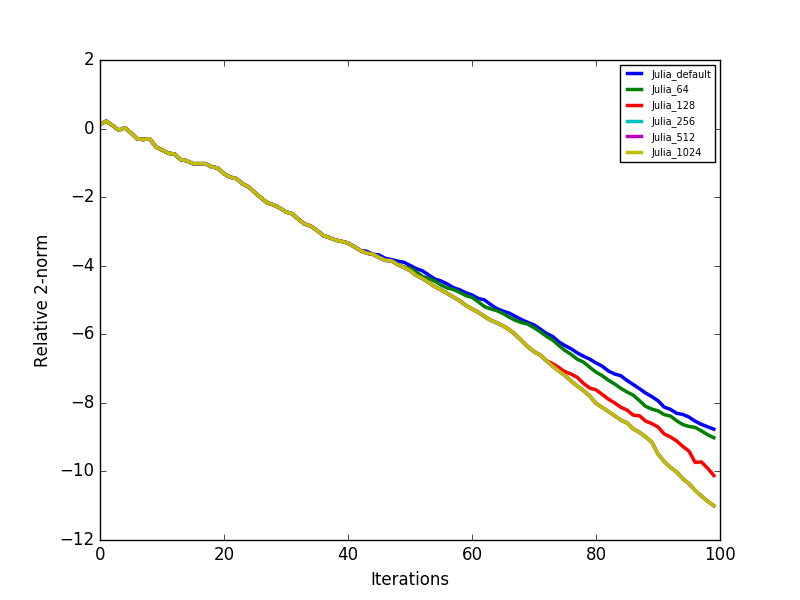 2
0
−2
−4
−6
−8
−10
−12
0 20 40 60 80 100
Iterations
Relative 2-norm
Julia_default
Julia_64
Julia_128
Julia_256
Julia_512
Julia_1024